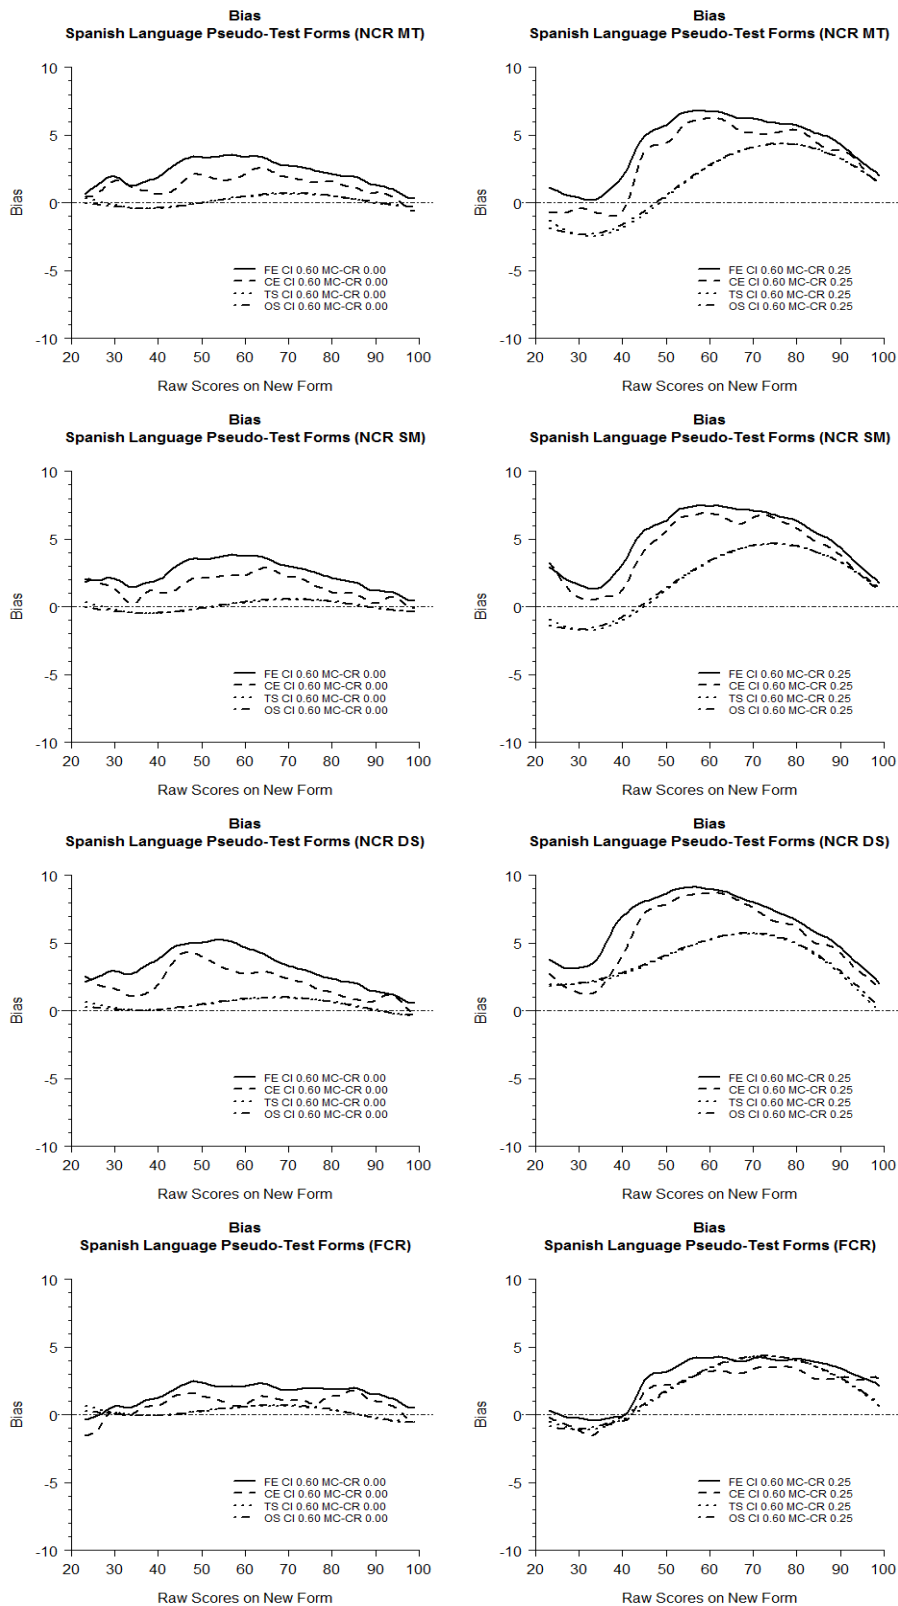 Bias
Spanish Language Pseudo-Test Forms (NCR MT)
10
5
0
-5
-10
Bias
FE CI 0.60 MC-CR 0.00
CE CI 0.60 MC-CR 0.00
TS CI 0.60 MC-CR 0.00
OS CI 0.60 MC-CR 0.00
20 30 40 50 60 70 80 90 100
Raw Scores on New Form
Bias
Spanish Language Pseudo-Test Forms (NCR MT)
10
5
0
-5
-10
Bias
FE CI 0.60 MC-CR 0.25
CE CI 0.60 MC-CR 0.25
TS CI 0.60 MC-CR 0.25
OS CI 0.60 MC-CR 0.25
20 30 40 50 60 70 80 90 100
Raw Scores on New Form
Bias
Spanish Language Pseudo-Test Forms (NCR SM)
10
5
0
-5
-10
Bias
FE CI 0.60 MC-CR 0.00
CE CI 0.60 MC-CR 0.00
TS CI 0.60 MC-CR 0.00
OS CI 0.60 MC-CR 0.00
20 30 40 50 60 70 80 90 100
Raw Scores on New Form
Bias
Spanish Language Pseudo-Test Forms (NCR SM)
10
5
0
-5
-10
Bias
FE CI 0.60 MC-CR 0.25
CE CI 0.60 MC-CR 0.25
TS CI 0.60 MC-CR 0.25
OS CI 0.60 MC-CR 0.25
20 30 40 50 60 70 80 90 100
Raw Scores on New Form
Bias
Spanish Language Pseudo-Test Forms (NCR DS)
10
5
0
-5
-10
Bias
FE CI 0.60 MC-CR 0.00
CE CI 0.60 MC-CR 0.00
TS CI 0.60 MC-CR 0.00
OS CI 0.60 MC-CR 0.00
20 30 40 50 60 70 80 90 100
Raw Scores on New Form
Bias
Spanish Language Pseudo-Test Forms (NCR DS)
10
5
0
-5
-10
Bias
FE CI 0.60 MC-CR 0.25
CE CI 0.60 MC-CR 0.25
TS CI 0.60 MC-CR 0.25
OS CI 0.60 MC-CR 0.25
20 30 40 50 60 70 80 90 100
Raw Scores on New Form
Bias
Spanish Language Pseudo-Test Forms (FCR)
10
5
0
-5
-10
Bias
FE CI 0.60 MC-CR 0.00
CE CI 0.60 MC-CR 0.00
TS CI 0.60 MC-CR 0.00
OS CI 0.60 MC-CR 0.00
20 30 40 50 60 70 80 90 100
Raw Scores on New Form
Bias
Spanish Language Pseudo-Test Forms (FCR)
10
5
0
-5
-10
Bias
FE CI 0.60 MC-CR 0.25
CE CI 0.60 MC-CR 0.25
TS CI 0.60 MC-CR 0.25
OS CI 0.60 MC-CR 0.25
20 30 40 50 60 70 80 90 100
Raw Scores on New Form